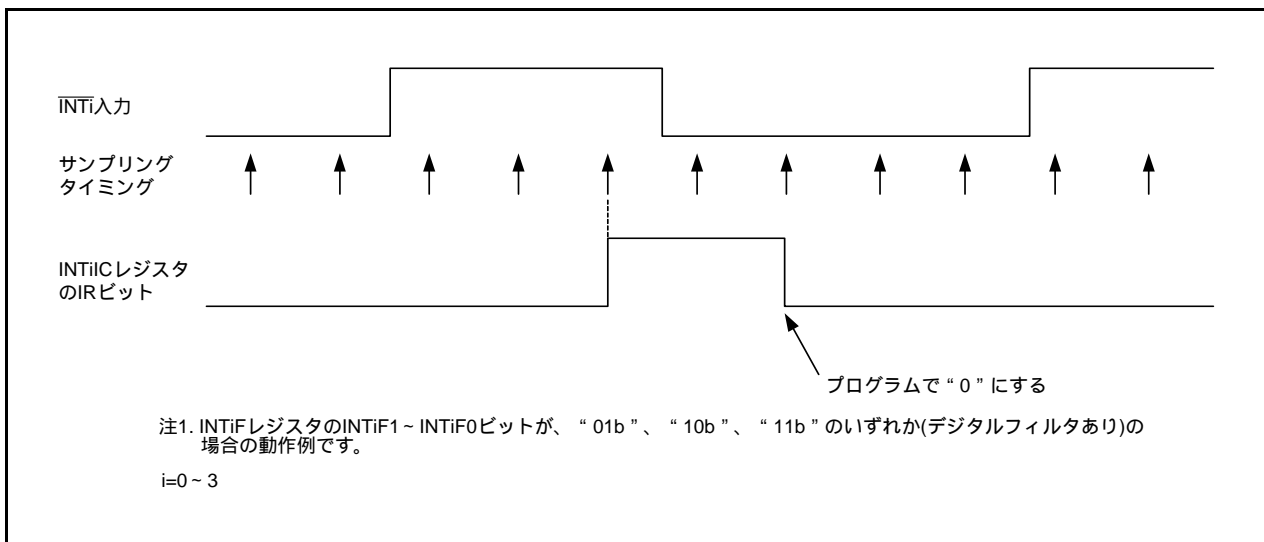 INTi入力
サンプリング
タイミング
INTiICレジスタ
のIRビット
プログラムで“0”にする
注1. INTiFレジスタのINTiF1~INTiF0ビットが、“01b”、“10b”、“11b”のいずれか(デジタルフィルタあり)の
場合の動作例です。
i=0~3